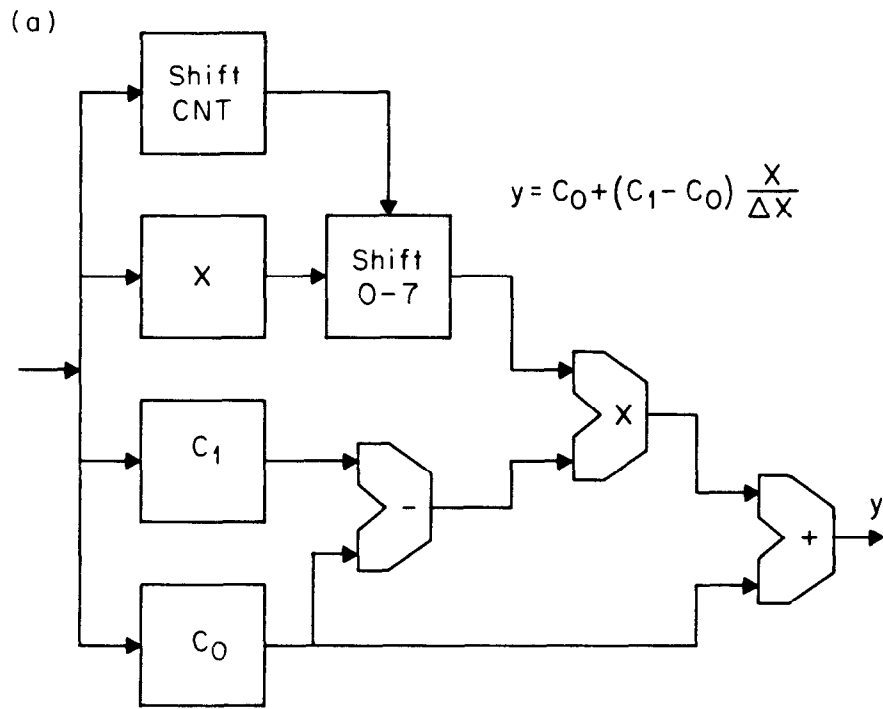 (a)
Shift
CNT
y = C₀ + (C₁ – C₀) X/ΔX
X
Shift
0-7
C₁
X
-
y
+
C₀